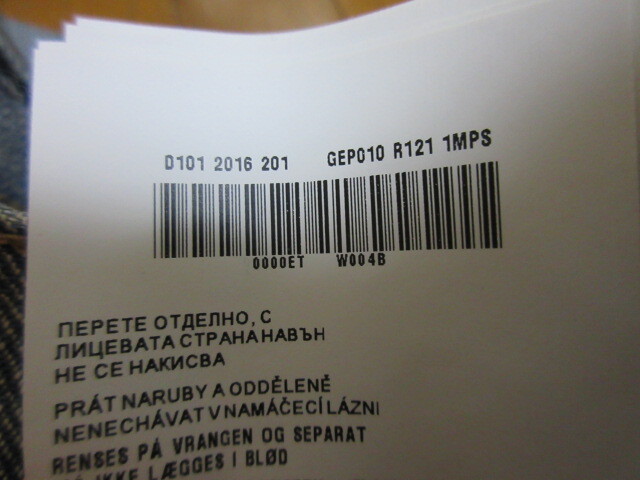 D101 2016 201 GEP010 R121 1MPS
0000ET W004B
ПЕРЕТЕ ОТДЕЛНО, С
ЛИЦЕВАТА СТРАНА НАВЪН
НЕ СЕ НАКИСВА
PRÁT NARUBY A ODDĚLENĚ
NENECHÁVAT V NAMÁČECÍ LÁZNI
RENSES PÅ VRANGEN OG SEPARAT
IKKE LÆGGES I BLØD